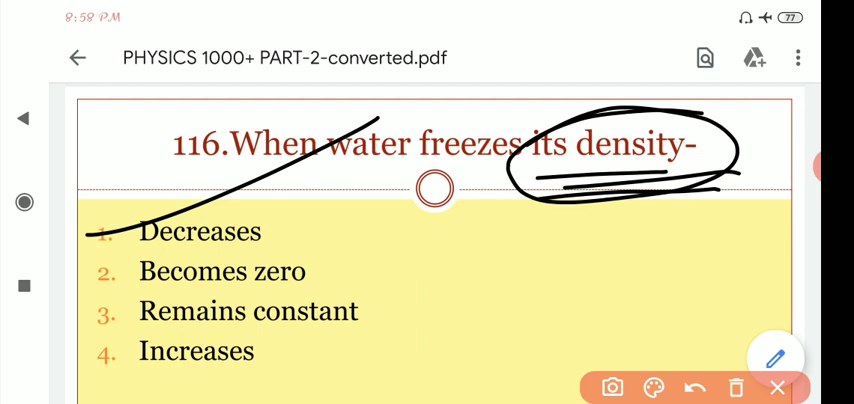 8:58 PM
77
PHYSICS 1000+ PART-2-converted.pdf
116.When water freezes its density-
1. Decreases
2. Becomes zero
3. Remains constant
4. Increases